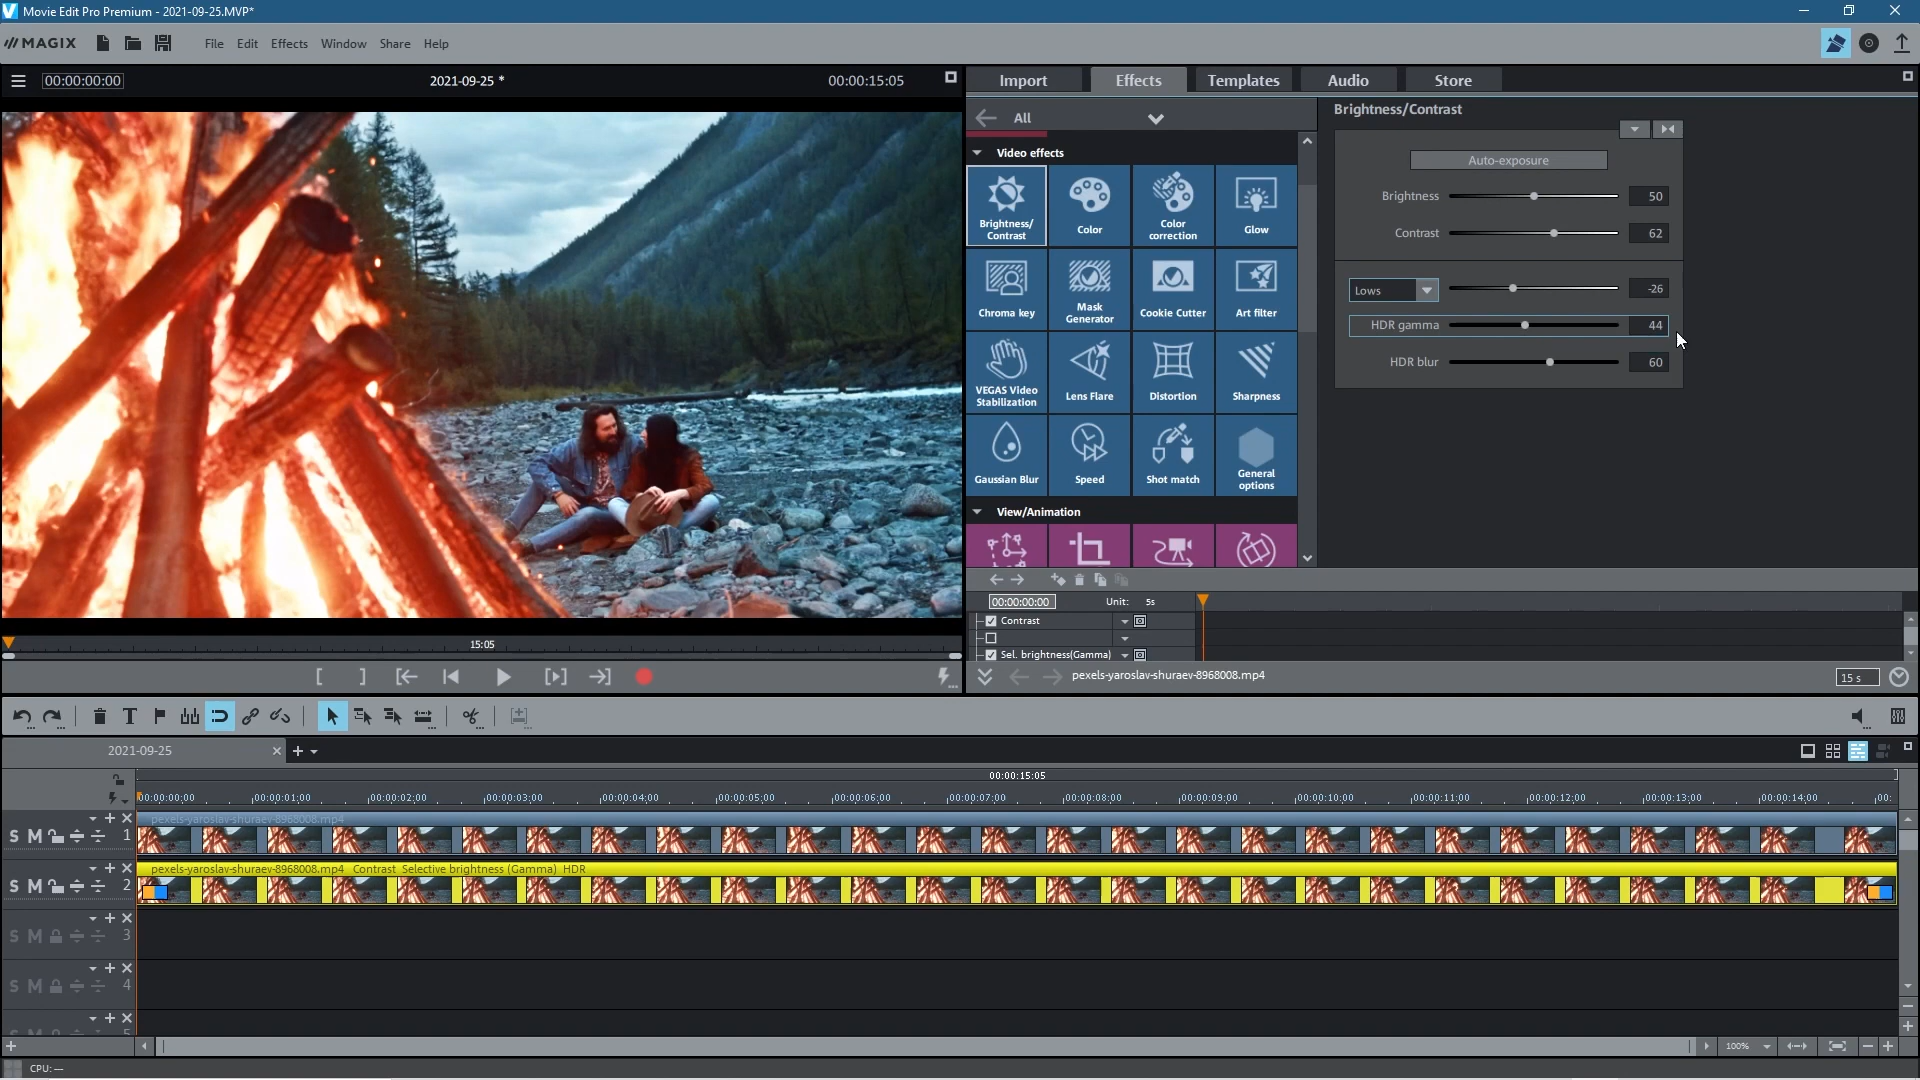 Movie Edit Pro Premium - 2021-09-25.MVP*
MAGIX File Edit Effects Window Share Help
00:00:00:00 2021-09-25 * 00:00:15:05
Import Effects Templates Audio Store
All
Brightness/Contrast
Video effects
Auto-exposure
Brightness 50
Contrast 62
Lows -26
HDR gamma 44
HDR blur 60
Brightness/
Contrast
Color
Color
correction
Glow
Chroma key
Mask
Generator
Cookie Cutter
Art filter
VEGAS Video
Stabilization
Lens Flare
Distortion
Sharpness
Gaussian Blur
Speed
Shot match
General
options
View/Animation
00:00:00:00 Unit: 5s
Contrast
Sel. brightness(Gamma)
15:05
pexels-yaroslav-shuraev-8968008.mp4
15 s
2021-09-25
00:00:15:05
00:00:00;00 00:00:01;00 00:00:02;00 00:00:03;00 00:00:04;00 00:00:05;00 00:00:06;00 00:00:07;00 00:00:08;00 00:00:09;00 00:00:10;00 00:00:11;00 00:00:12;00 00:00:13;00 00:00:14;00 00:
pexels-yaroslav-shuraev-8968008.mp4
S M 1
pexels-yaroslav-shuraev-8968008.mp4 Contrast Selective brightness (Gamma) HDR
S M 2
S M 3
S M 4
S M 5
100%
CPU: —